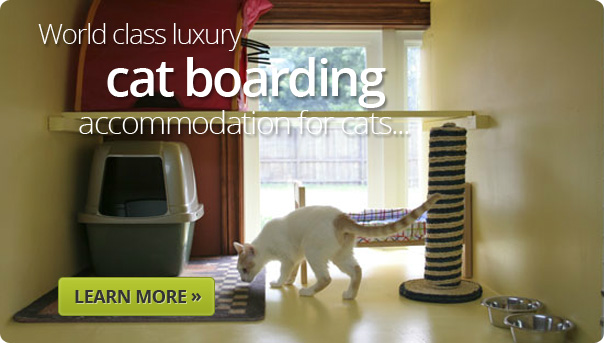 World class luxury
cat boarding
accommodation for cats...
LEARN MORE »